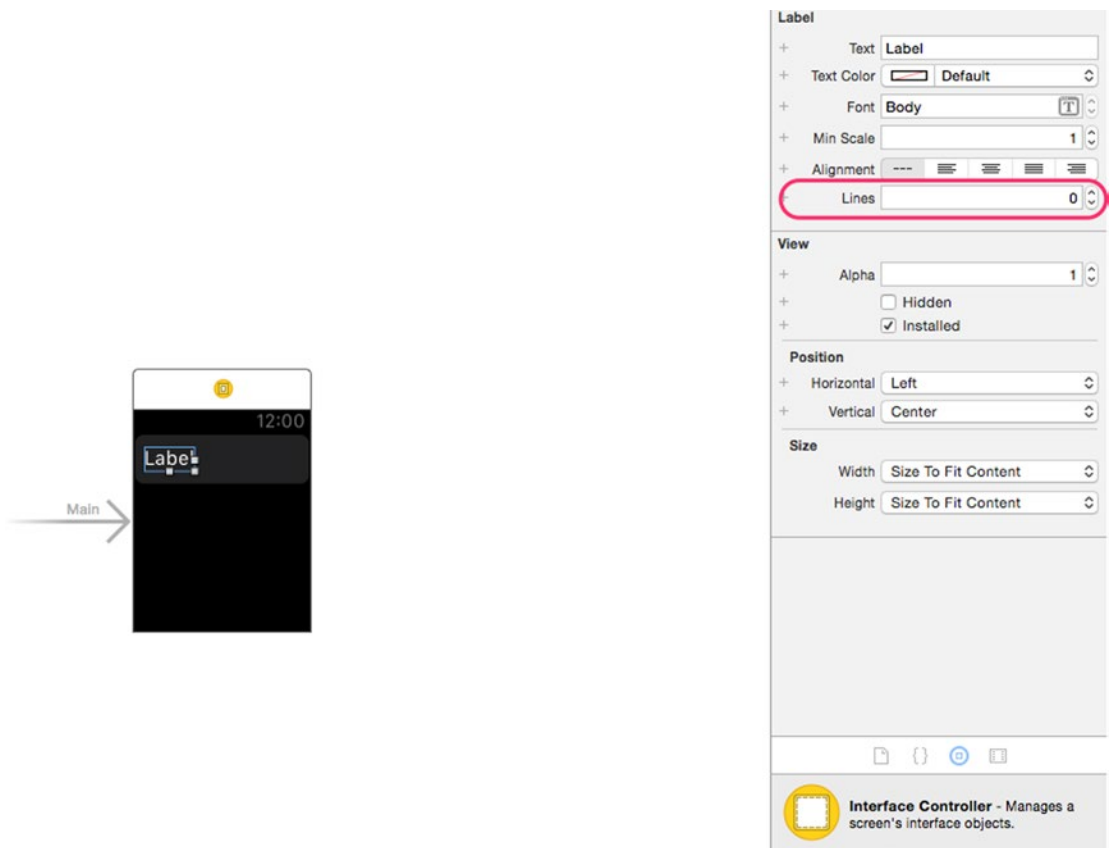 Label
Text Label
Text Color Default
Font Body T
Min Scale 1
Alignment ---
Lines 0
View
Alpha 1
Hidden
Installed
Position
Horizontal Left
Vertical Center
Size
Width Size To Fit Content
Height Size To Fit Content
12:00
Label
Main
{}
Interface Controller - Manages a
screen's interface objects.